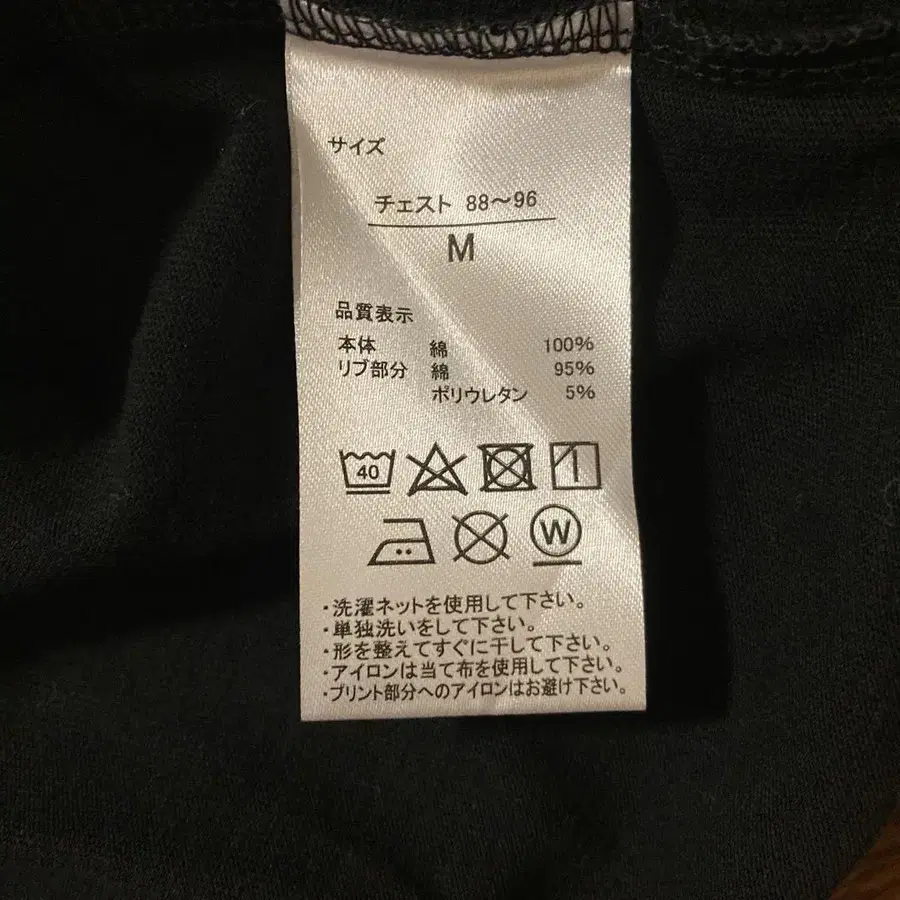 サイズ
チェスト 88～96
M
品質表示
本体 綿 100%
リブ部分 綿 95%
ポリウレタン 5%
40
W
・洗濯ネットを使用して下さい。
・単独洗いをして下さい。
・形を整えてすぐに干して下さい。
・アイロンは当て布を使用して下さい。
・プリント部分へのアイロンはお避け下さい。